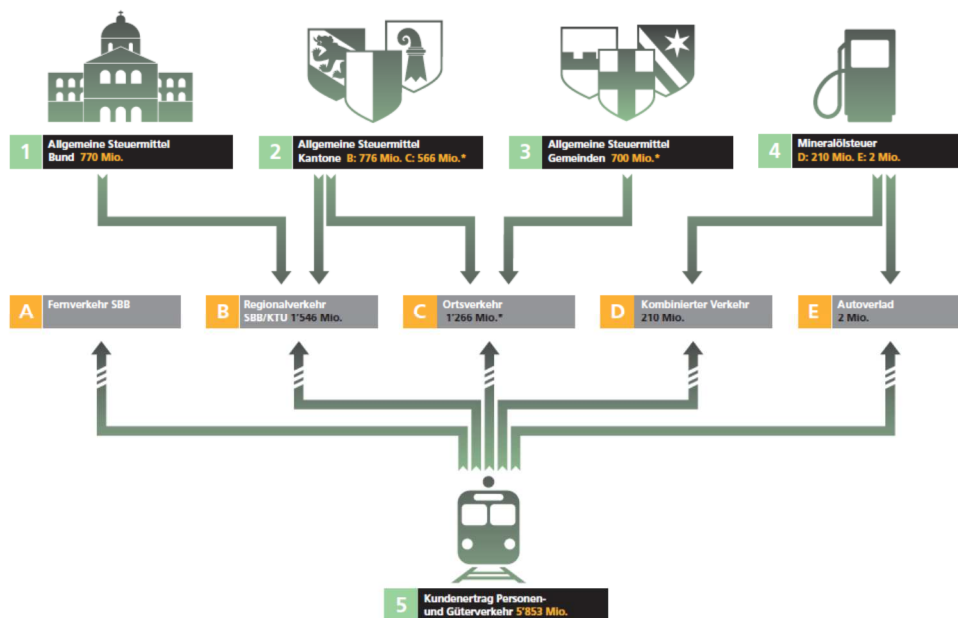 1
Allgemeine Steuermittel
Bund 770 Mio.
2
Allgemeine Steuermittel
Kantone B: 776 Mio. C: 566 Mio.*
3
Allgemeine Steuermittel
Gemeinden 700 Mio.*
4
Mineralölsteuer
D: 210 Mio. E: 2 Mio.
A
Fernverkehr SBB
B
Regionalverkehr
SBB/KTU 1'546 Mio.
C
Ortsverkehr
1'266 Mio.*
D
Kombinierter Verkehr
210 Mio.
E
Autoverlad
2 Mio.
5
Kundenertrag Personen-
und Güterverkehr 5'853 Mio.